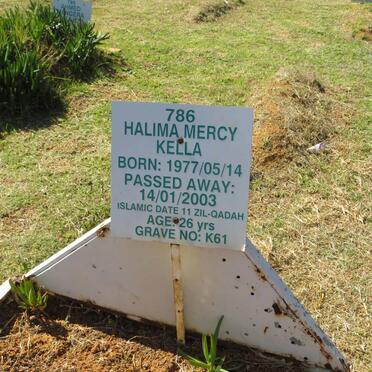 786
HALIMA MERCY
KELLA
BORN: 1977/05/14
PASSED AWAY:
14/01/2003
ISLAMIC DATE 11 ZIL-QADAH
AGE: 26 yrs
GRAVE NO: K61